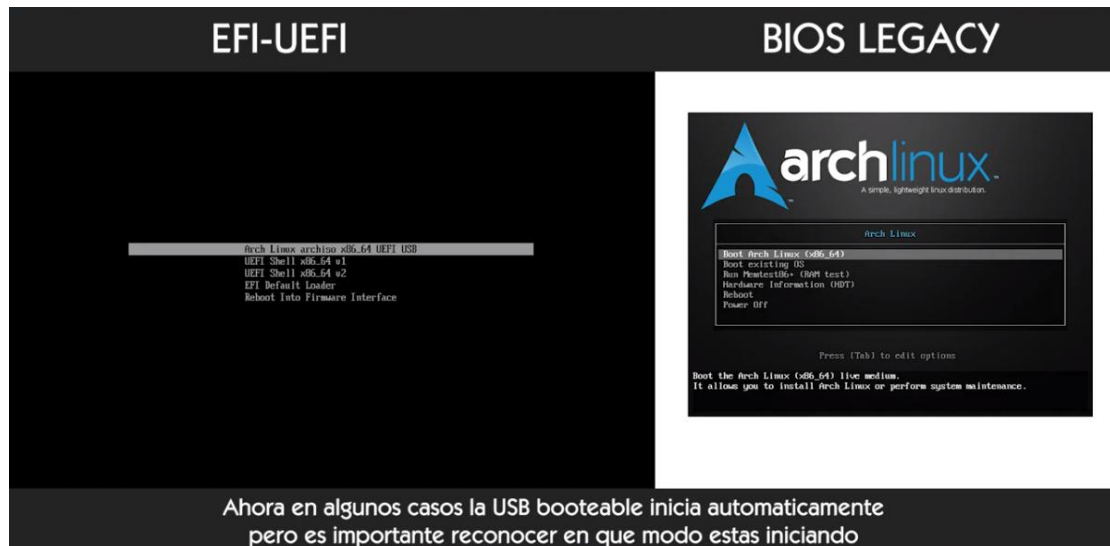 EFI-UEFI
BIOS LEGACY
Arch Linux archiso x86_64 UEFI USB
UEFI Shell x86_64 v1
UEFI Shell x86_64 v2
EFI Default Loader
Reboot Into Firmware Interface
archlinux
A simple, lightweight linux distribution.
Arch Linux
Boot Arch Linux (x86_64)
Boot existing OS
Run Memtest86+ (RAM test)
Hardware Information (HDT)
Reboot
Power Off
Press [Tab] to edit options
Boot the Arch Linux (x86_64) live medium.
It allows you to install Arch Linux or perform system maintenance.
Ahora en algunos casos la USB booteable inicia automaticamente
pero es importante reconocer en que modo estas iniciando